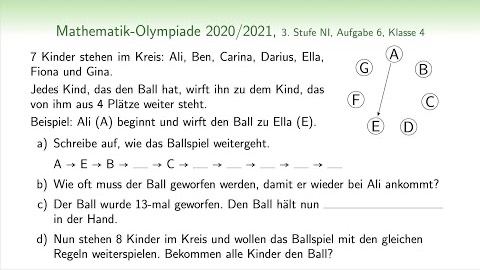 Mathematik-Olympiade 2020/2021, 3. Stufe NI, Aufgabe 6, Klasse 4
7 Kinder stehen im Kreis: Ali, Ben, Carina, Darius, Ella,
Fiona und Gina.
Jedes Kind, das den Ball hat, wirft ihn zu dem Kind, das
von ihm aus 4 Plätze weiter steht.
Beispiel: Ali (A) beginnt und wirft den Ball zu Ella (E).
A
B
C
D
E
F
G
a) Schreibe auf, wie das Ballspiel weitergeht.
A → E → B → __ → C → __ → __ → __ → __ → __
b) Wie oft muss der Ball geworfen werden, damit er wieder bei Ali ankommt?
c) Der Ball wurde 13-mal geworfen. Den Ball hält nun ____________
in der Hand.
d) Nun stehen 8 Kinder im Kreis und wollen das Ballspiel mit den gleichen
Regeln weiterspielen. Bekommen alle Kinder den Ball?